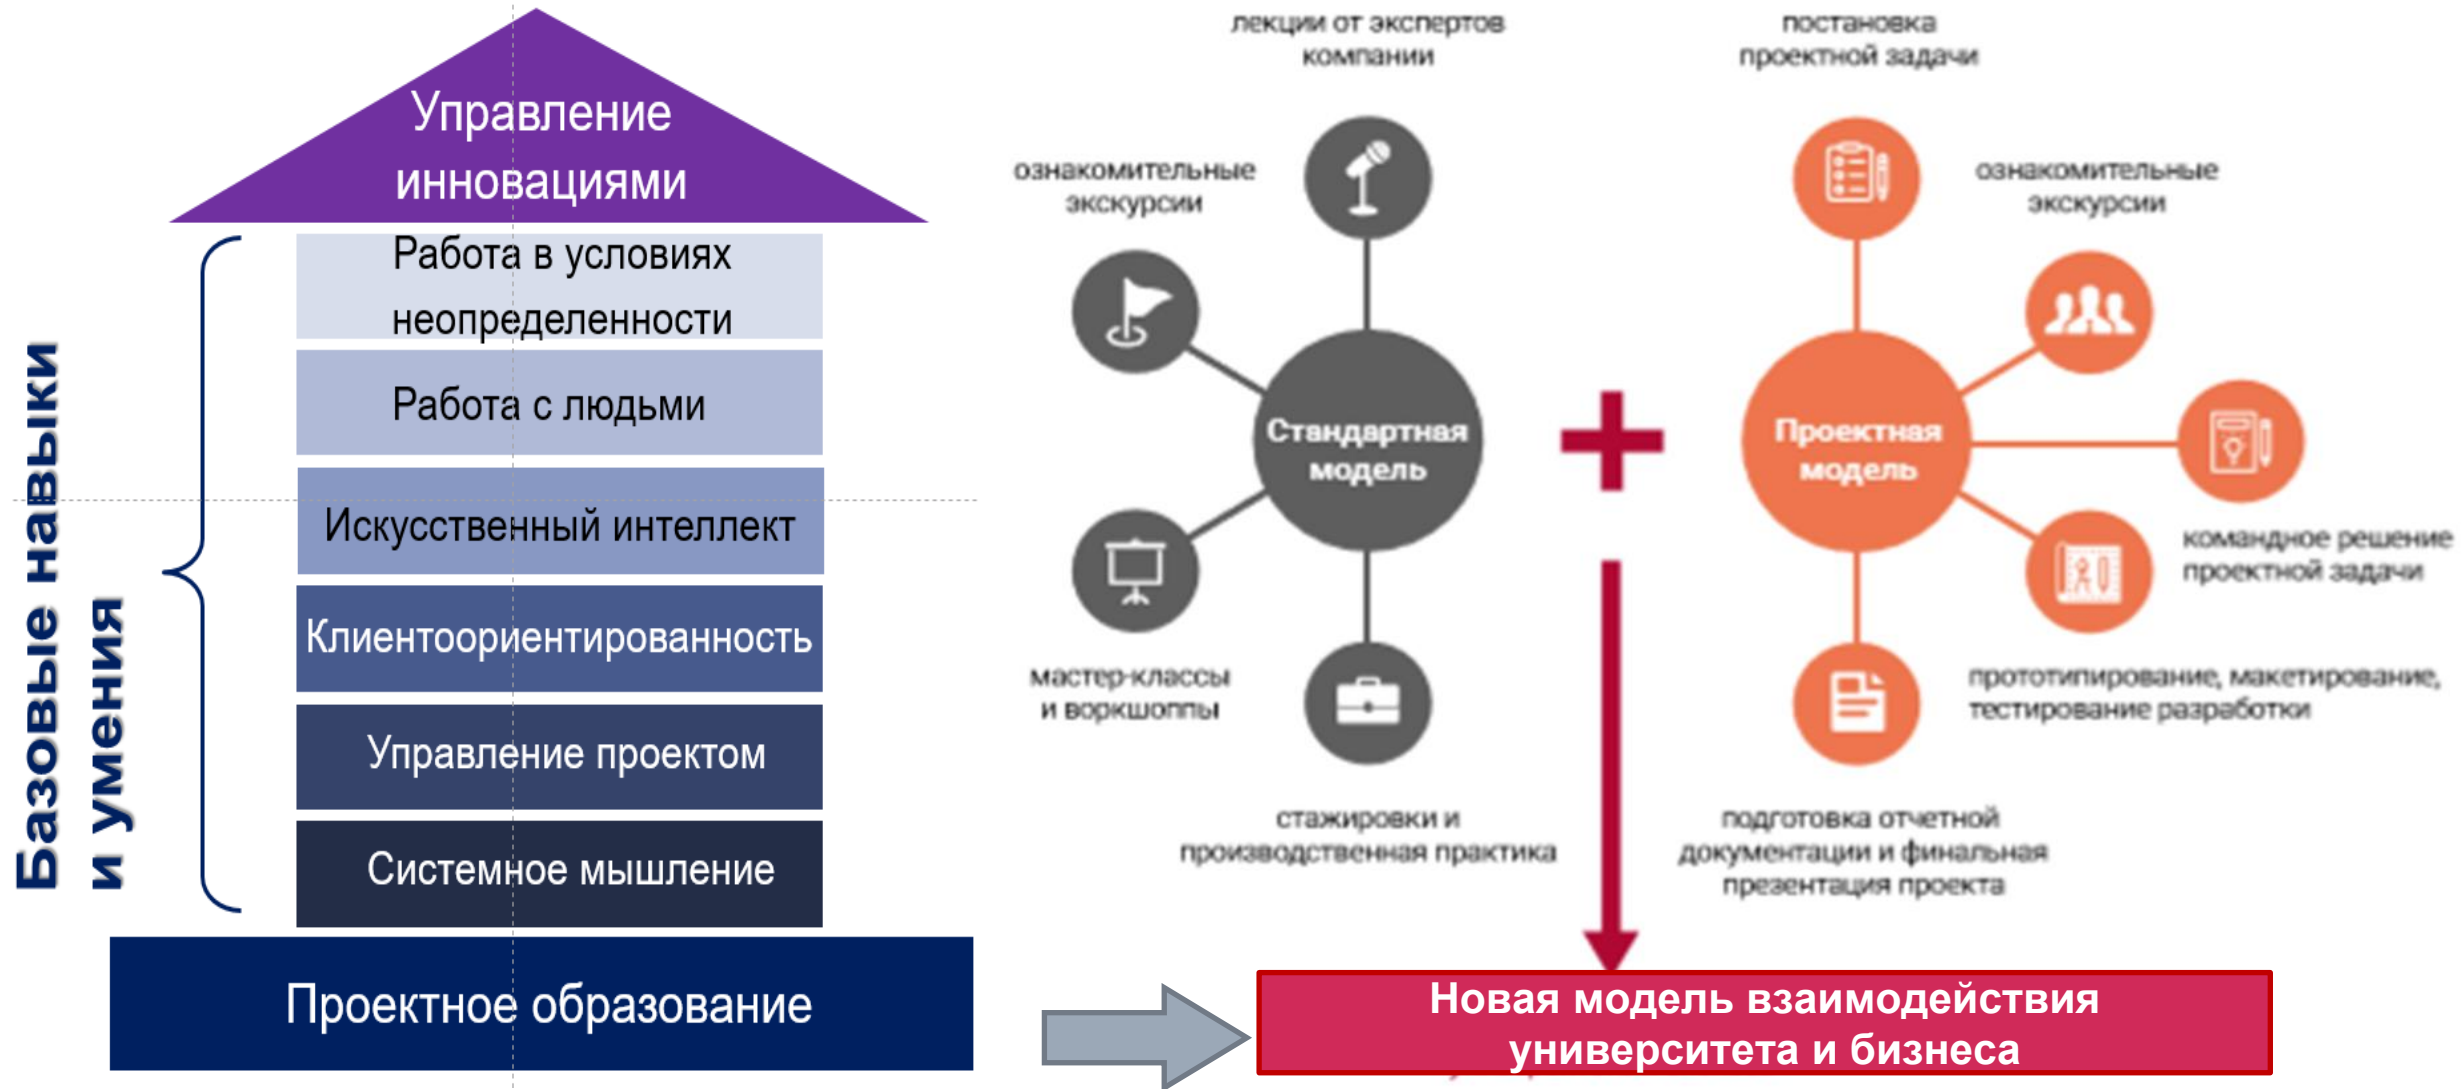 Управление
инновациями
Базовые навыки
и умения
Работа в условиях
неопределенности
Работа с людьми
Искусственный интеллект
Клиентоориентированность
Управление проектом
Системное мышление
Проектное образование
лекции от экспертов
компании
ознакомительные
экскурсии
Стандартная
модель
мастер-классы
и воркшоппы
стажировки и
производственная практика
постановка
проектной задачи
ознакомительные
экскурсии
Проектная
модель
командное решение
проектной задачи
прототипирование, макетирование,
тестирование разработки
подготовка отчетной
документации и финальная
презентация проекта
Новая модель взаимодействия
университета и бизнеса